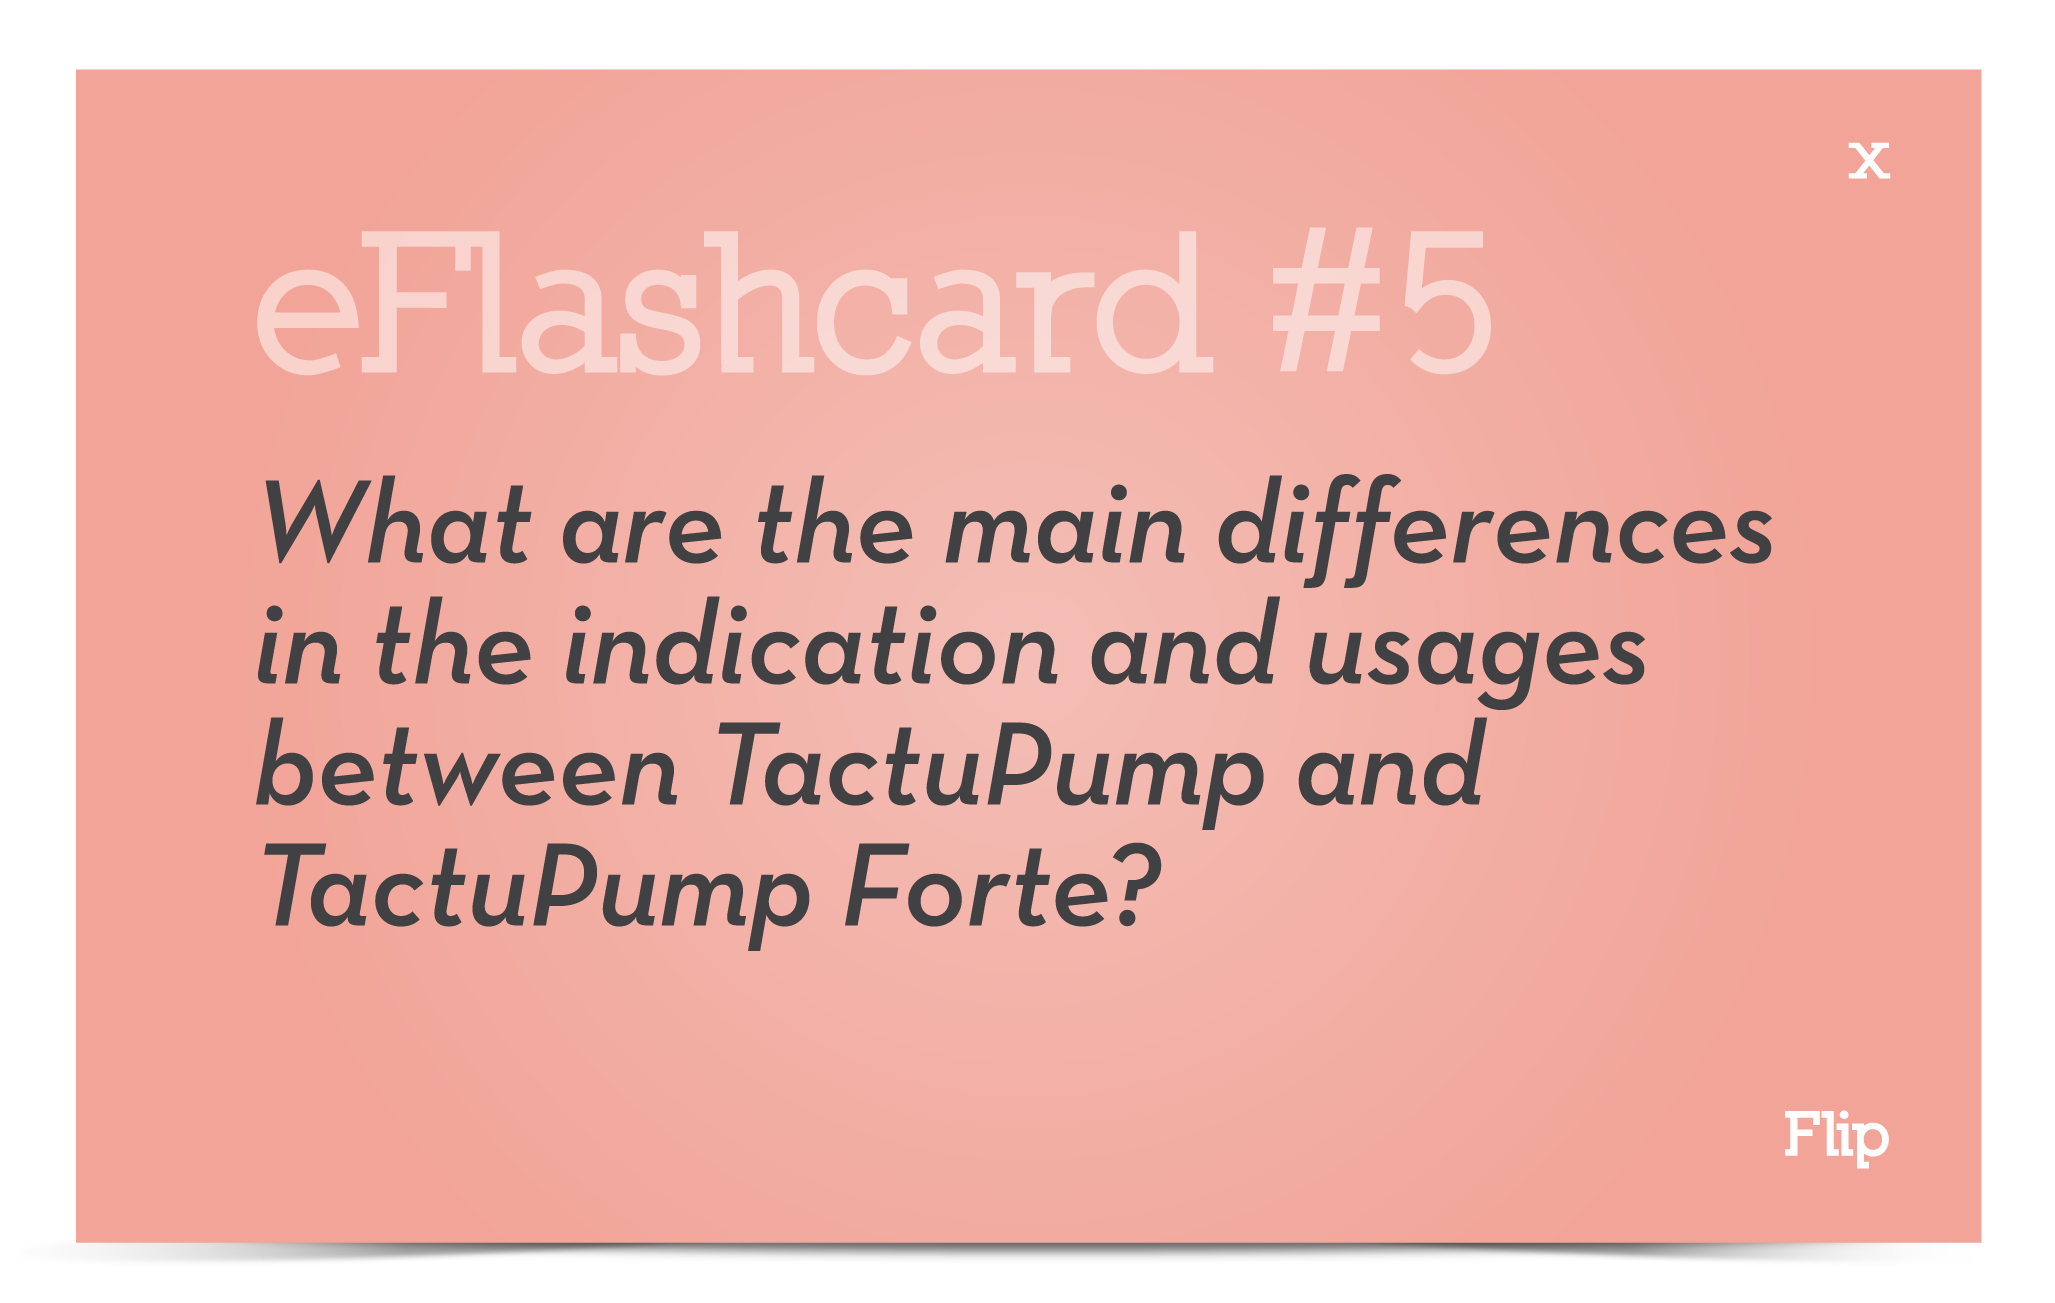 x
eFlashcard #5
What are the main differences
in the indication and usages
between TactuPump and
TactuPump Forte?
Flip